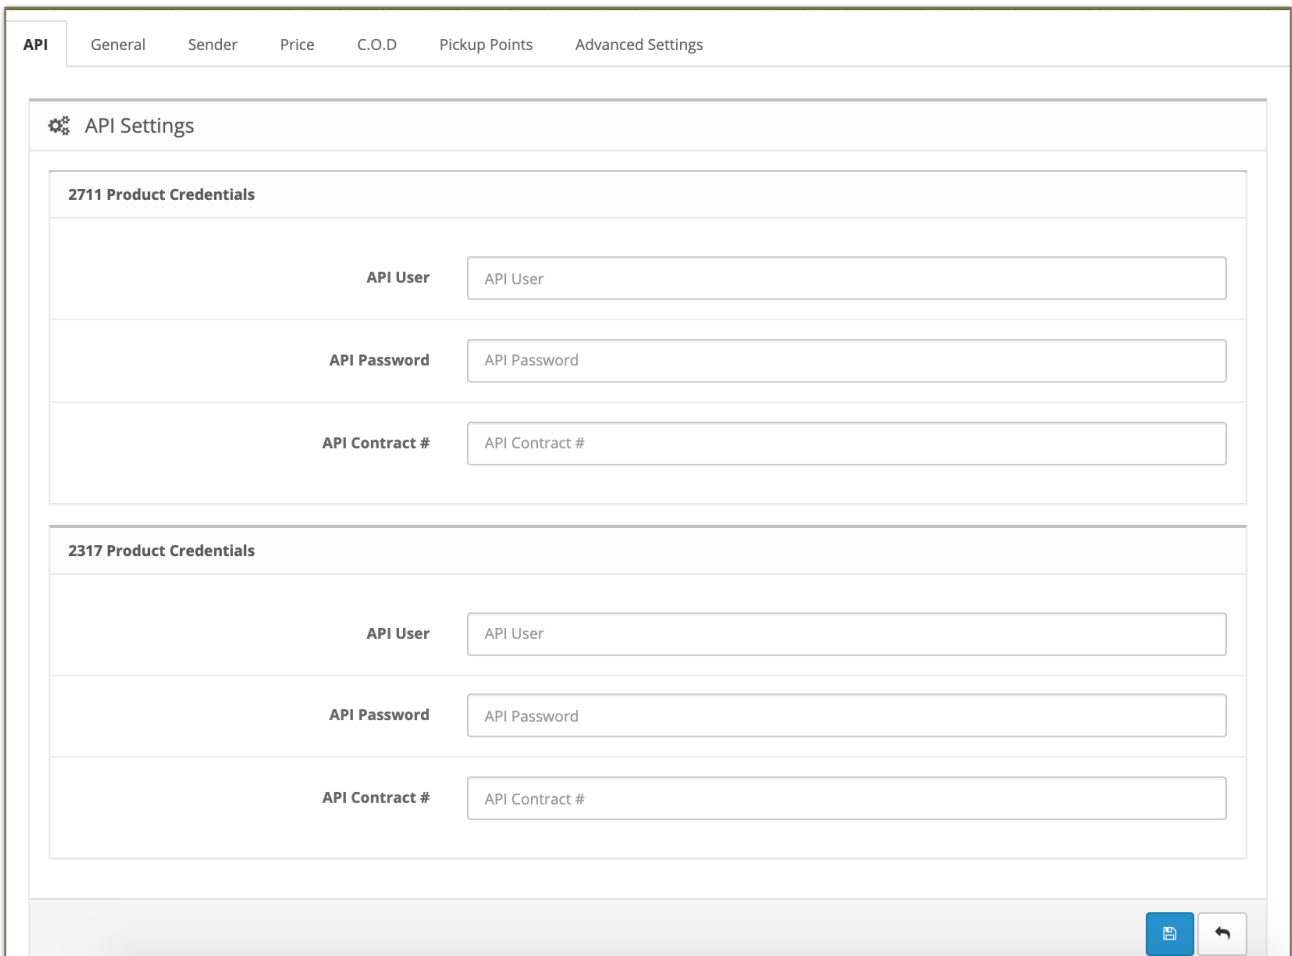 API General Sender Price C.O.D Pickup Points Advanced Settings
API Settings
2711 Product Credentials
API User API User
API Password API Password
API Contract # API Contract #
2317 Product Credentials
API User API User
API Password API Password
API Contract # API Contract #